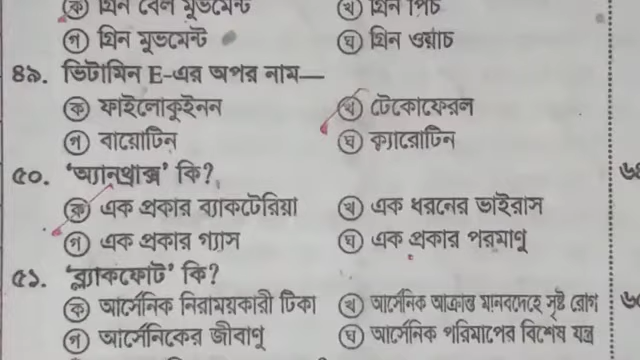 ক গ্রিন বেল মুভমেন্ট খ গ্রিন পিচ
গ গ্রিন মুভমেন্ট ঘ গ্রিন ওয়াচ
৪৯. ভিটামিন E-এর অপর নাম—
ক ফাইলোকুইনন খ টেকোফেরল
গ বায়োটিন ঘ ক্যারোটিন
৫০. ‘অ্যানথ্রাক্স’ কি?
ক এক প্রকার ব্যাকটেরিয়া খ এক ধরনের ভাইরাস
গ এক প্রকার গ্যাস ঘ এক প্রকার পরমাণু
৫১. ‘ব্ল্যাকফোট’ কি?
ক আর্সেনিক নিরাময়কারী টিকা খ আর্সেনিক আক্রান্ত মানবদেহে সৃষ্ট রোগ
গ আর্সেনিকের জীবাণু ঘ আর্সেনিক পরিমাপের বিশেষ যন্ত্র